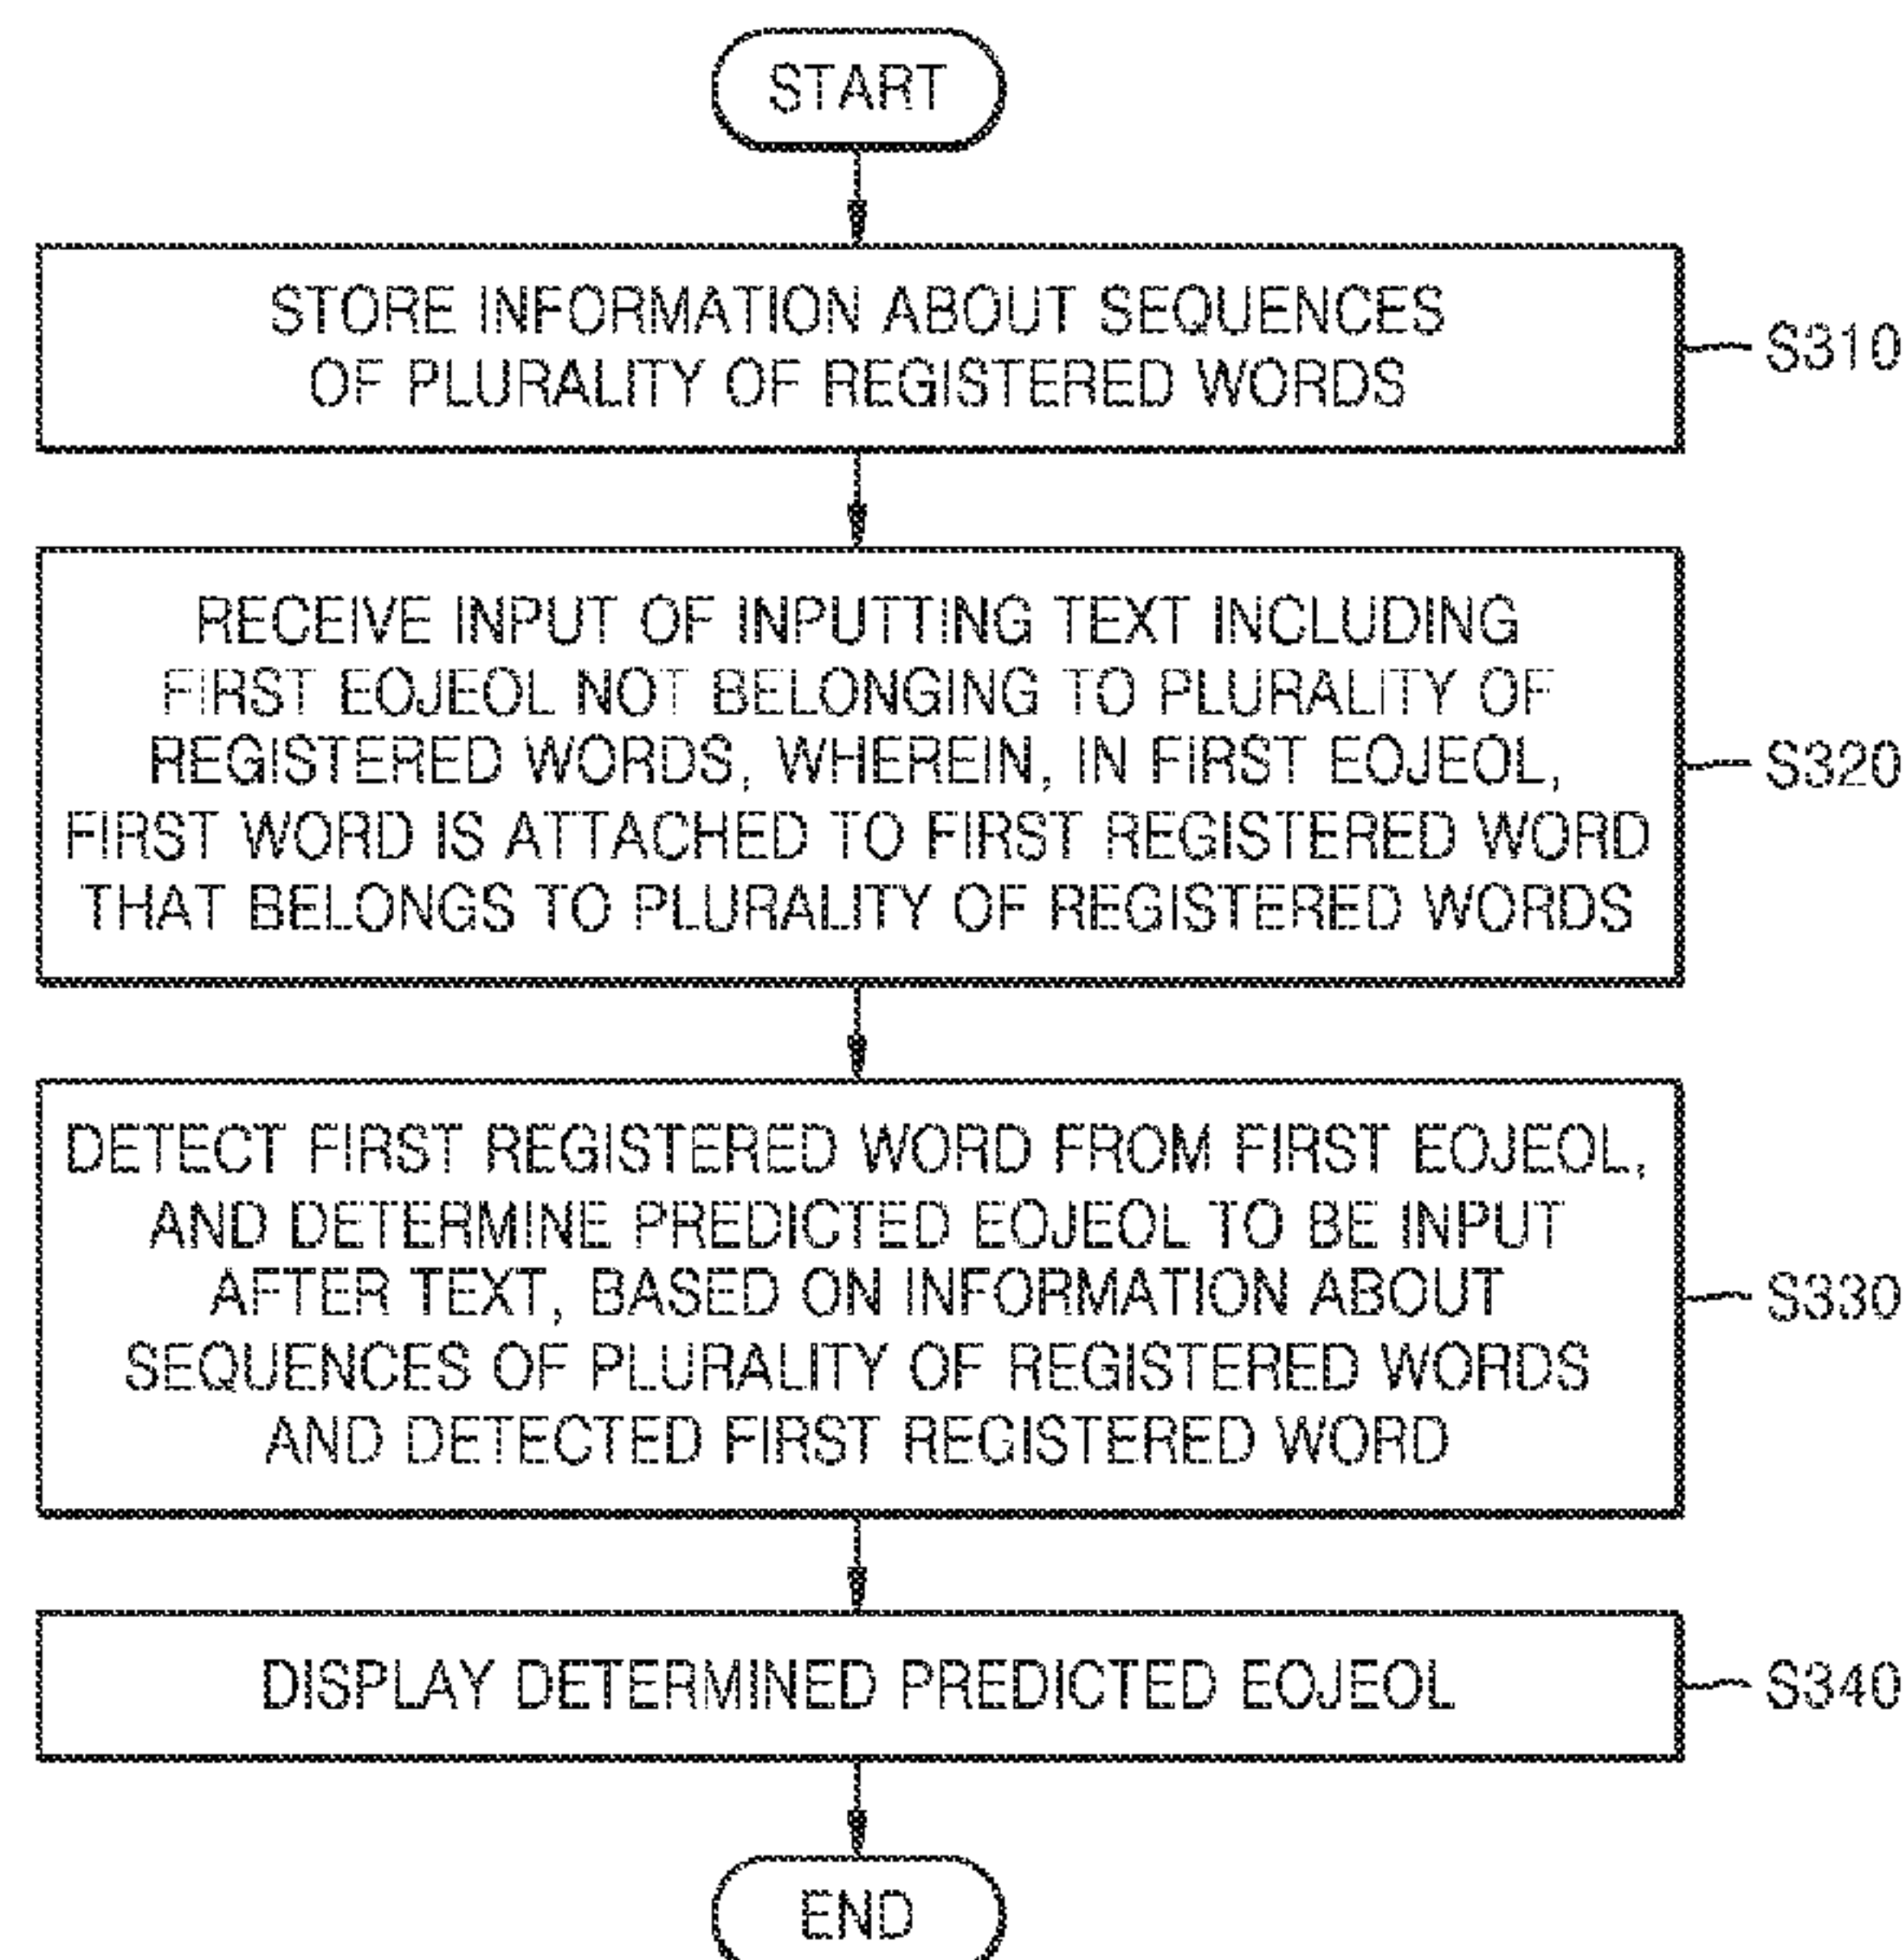 START
STORE INFORMATION ABOUT SEQUENCES
OF PLURALITY OF REGISTERED WORDS
S310
RECEIVE INPUT OF INPUTTING TEXT INCLUDING
FIRST EOJEOL NOT BELONGING TO PLURALITY OF
REGISTERED WORDS, WHEREIN, IN FIRST EOJEOL,
FIRST WORD IS ATTACHED TO FIRST REGISTERED WORD
THAT BELONGS TO PLURALITY OF REGISTERED WORDS
S320
DETECT FIRST REGISTERED WORD FROM FIRST EOJEOL,
AND DETERMINE PREDICTED EOJEOL TO BE INPUT
AFTER TEXT, BASED ON INFORMATION ABOUT
SEQUENCES OF PLURALITY OF REGISTERED WORDS
AND DETECTED FIRST REGISTERED WORD
S330
DISPLAY DETERMINED PREDICTED EOJEOL
S340
END